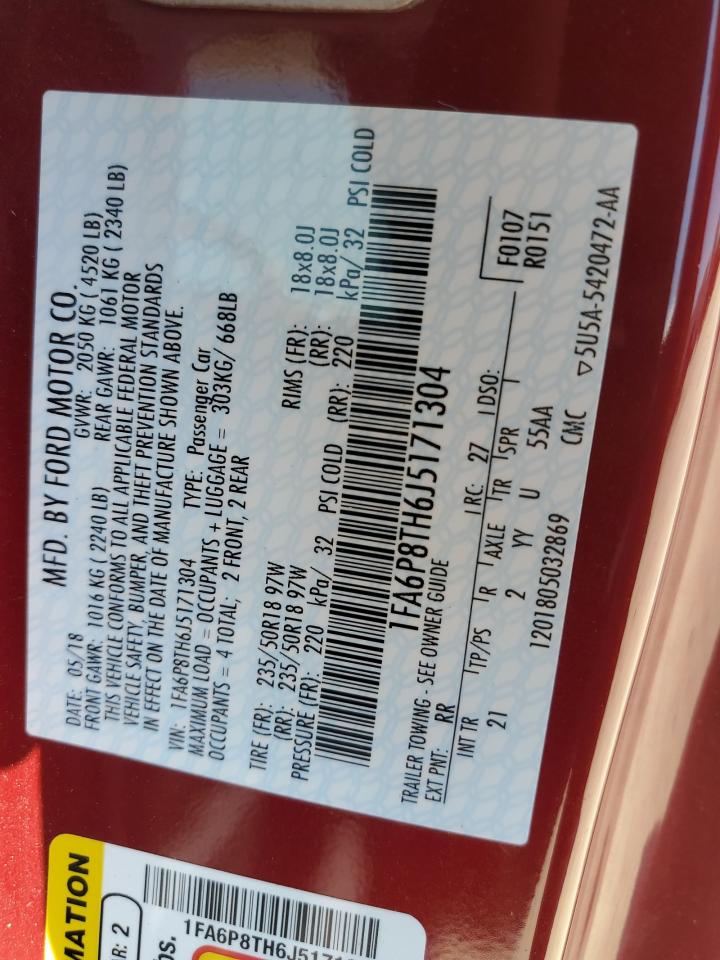 MFD. BY FORD MOTOR CO.
DATE: 05/18 GVWR: 2050 KG ( 4520 LB)
FRONT GAWR: 1016 KG ( 2240 LB) REAR GAWR: 1061 KG ( 2340 LB)
THIS VEHICLE CONFORMS TO ALL APPLICABLE FEDERAL MOTOR
VEHICLE SAFETY, BUMPER, AND THEFT PREVENTION STANDARDS
IN EFFECT ON THE DATE OF MANUFACTURE SHOWN ABOVE.
VIN: 1FA6P8TH6J5171304 TYPE: Passenger Car
MAXIMUM LOAD = OCCUPANTS + LUGGAGE = 303KG/ 668LB
OCCUPANTS = 4 TOTAL; 2 FRONT, 2 REAR
TIRE (FR): 235/50R18 97W RIMS (FR): 18x8.0J
(RR): 235/50R18 97W (RR): 18x8.0J
PRESSURE (FR): 220 kPa/ 32 PSI COLD (RR): 220 kPa/ 32 PSI COLD
1FA6P8TH6J5171304
TRAILER TOWING - SEE OWNER GUIDE
EXT PNT: RR RC: 27 DSO: F0107
R0151
INT TR TP/PS R AXLE TR SPR
21 2 YY U 55AA
1201805032869 CMC ▽5U5A-5420472-AA
MATION
AR: 2
bs.
1FA6P8TH6J5171